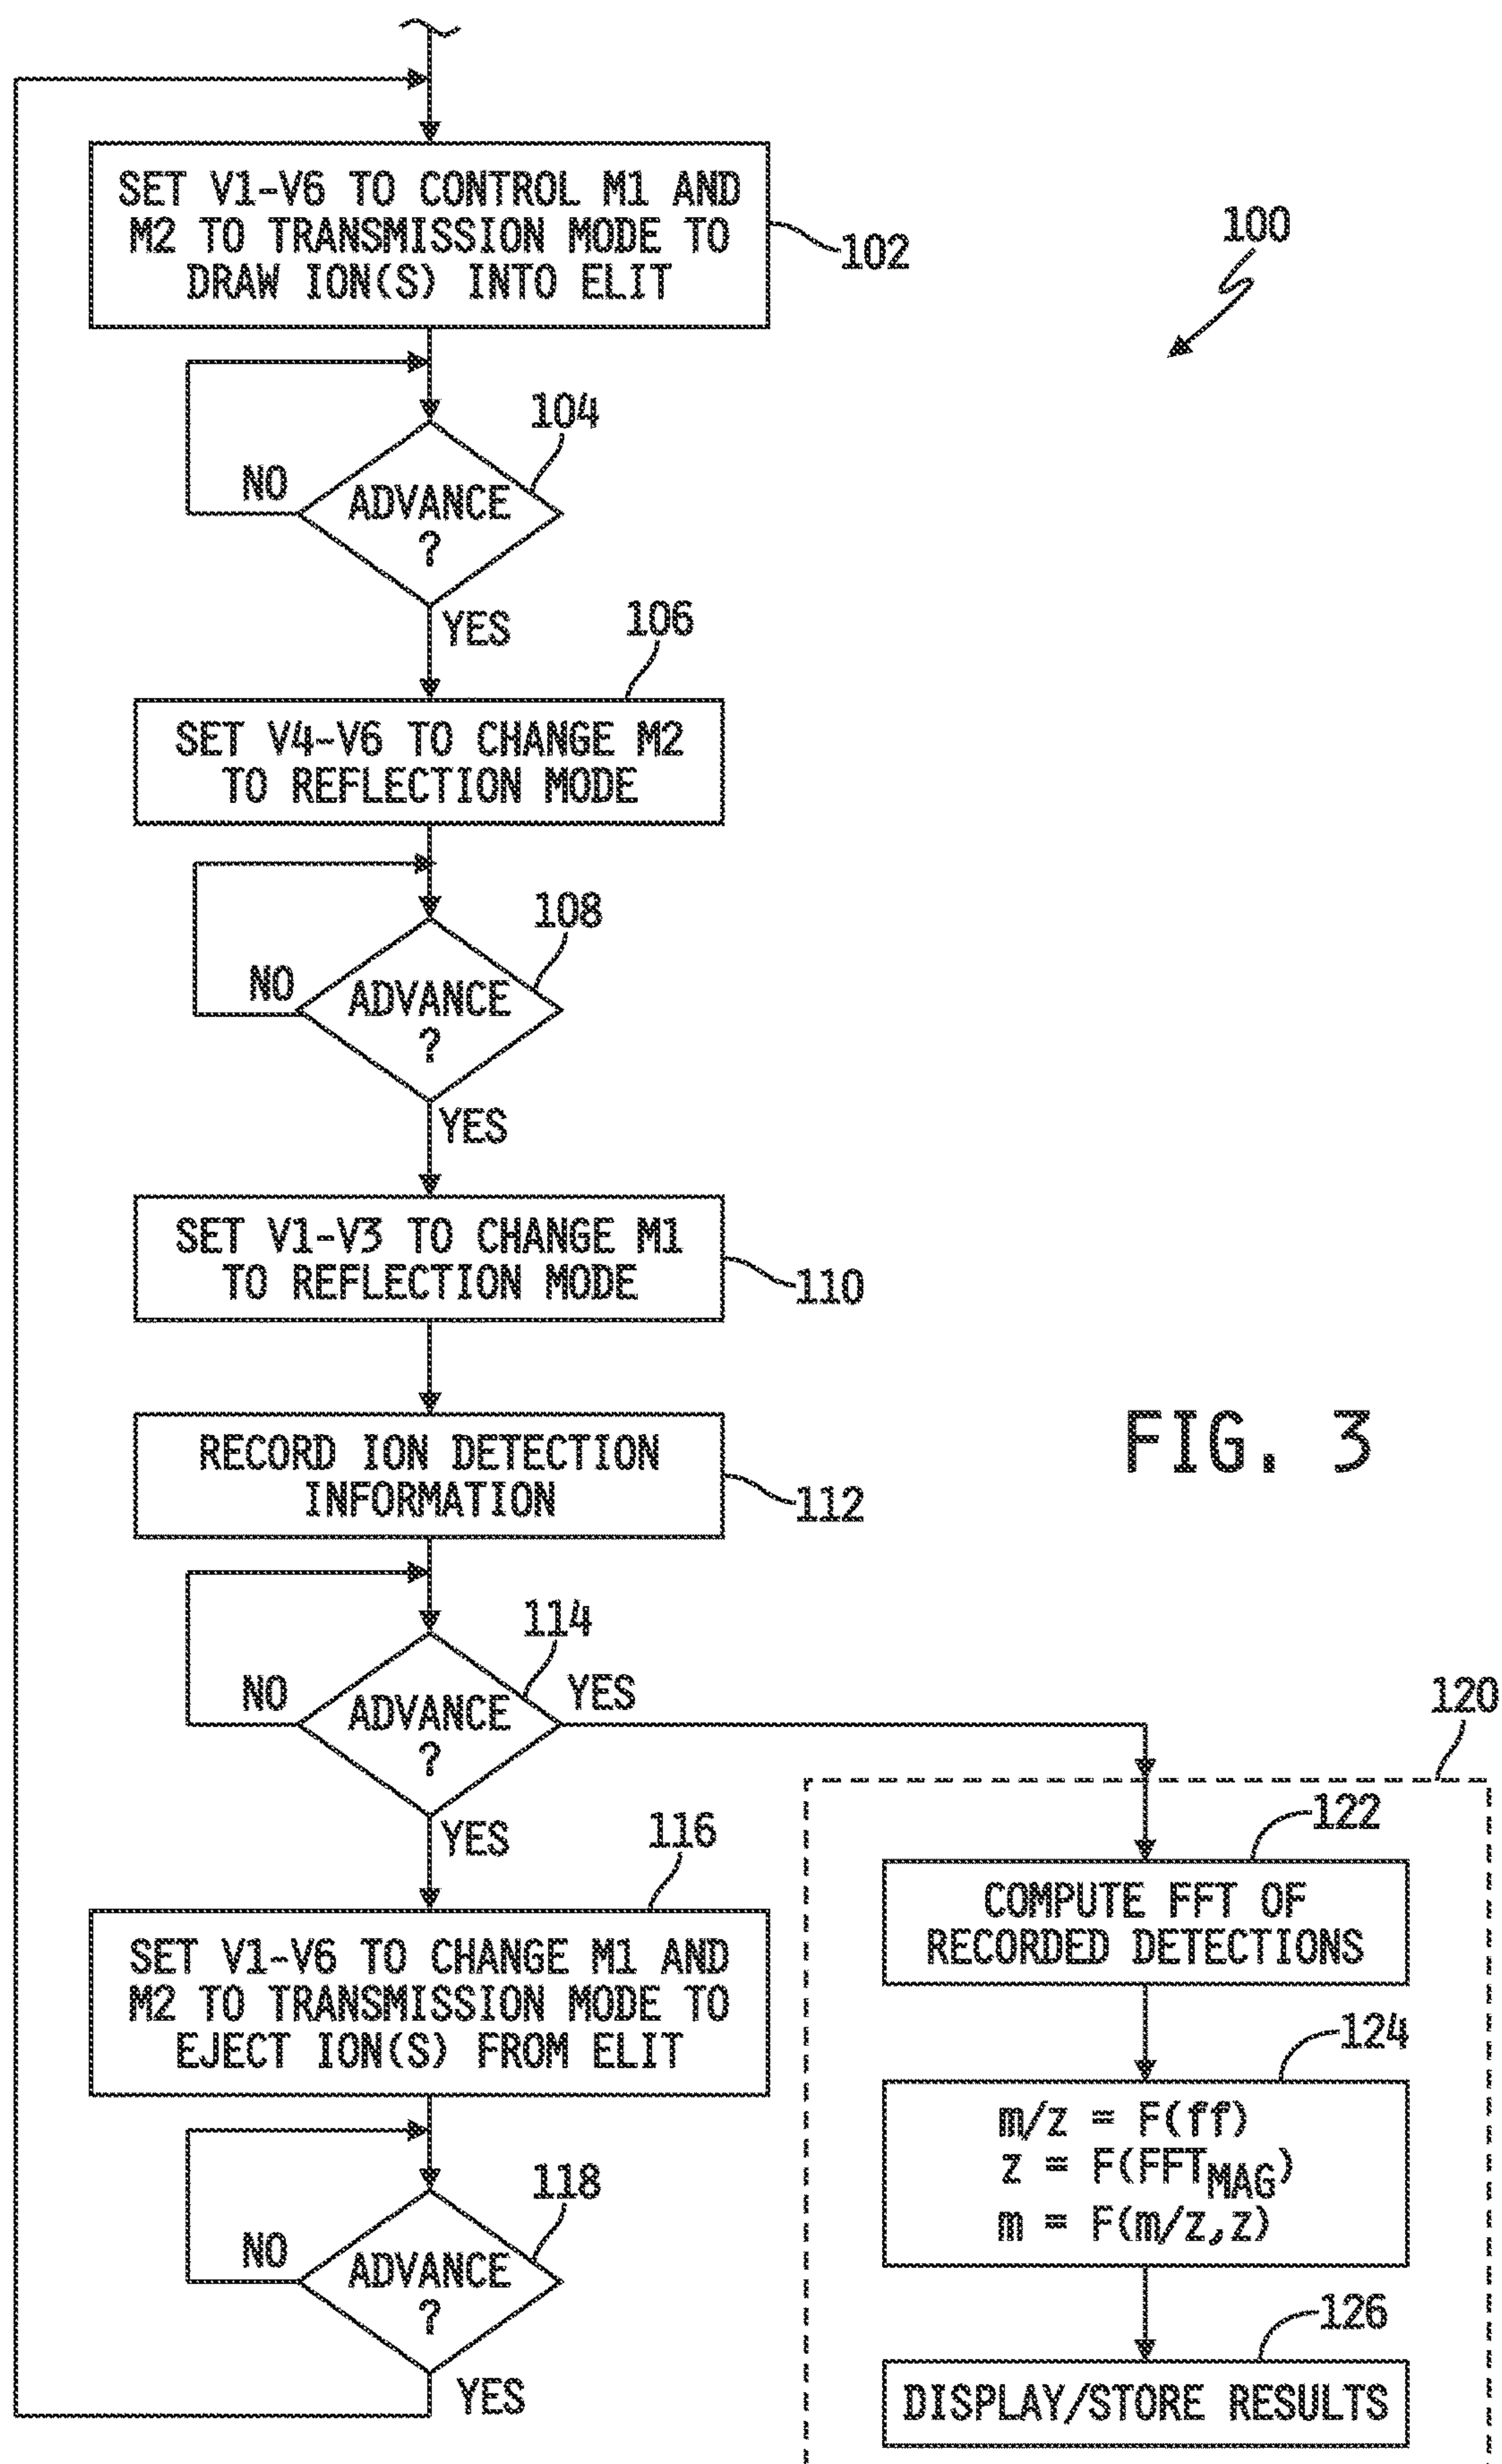 SET V1-V6 TO CONTROL M1 AND
M2 TO TRANSMISSION MODE TO
DRAW ION(S) INTO ELIT
102
100
104
NO
ADVANCE
?
YES
106
SET V4-V6 TO CHANGE M2
TO REFLECTION MODE
108
NO
ADVANCE
?
YES
SET V1-V3 TO CHANGE M1
TO REFLECTION MODE
110
FIG. 3
RECORD ION DETECTION
INFORMATION
112
114
NO
ADVANCE
?
YES
YES
116
SET V1-V6 TO CHANGE M1 AND
M2 TO TRANSMISSION MODE TO
EJECT ION(S) FROM ELIT
118
NO
ADVANCE
?
YES
120
122
COMPUTE FFT OF
RECORDED DETECTIONS
124
m/z = F(ff)
z = F(FFTMAG)
m = F(m/z,z)
126
DISPLAY/STORE RESULTS